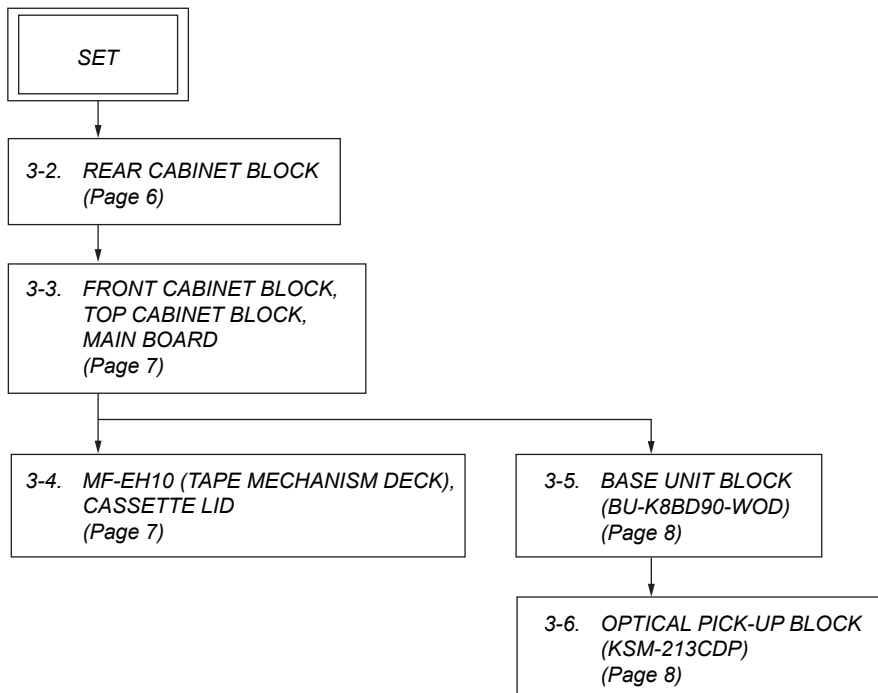 SET
3-2. REAR CABINET BLOCK
(Page 6)
3-3. FRONT CABINET BLOCK,
TOP CABINET BLOCK,
MAIN BOARD
(Page 7)
3-4. MF-EH10 (TAPE MECHANISM DECK),
CASSETTE LID
(Page 7)
3-5. BASE UNIT BLOCK
(BU-K8BD90-WOD)
(Page 8)
3-6. OPTICAL PICK-UP BLOCK
(KSM-213CDP)
(Page 8)